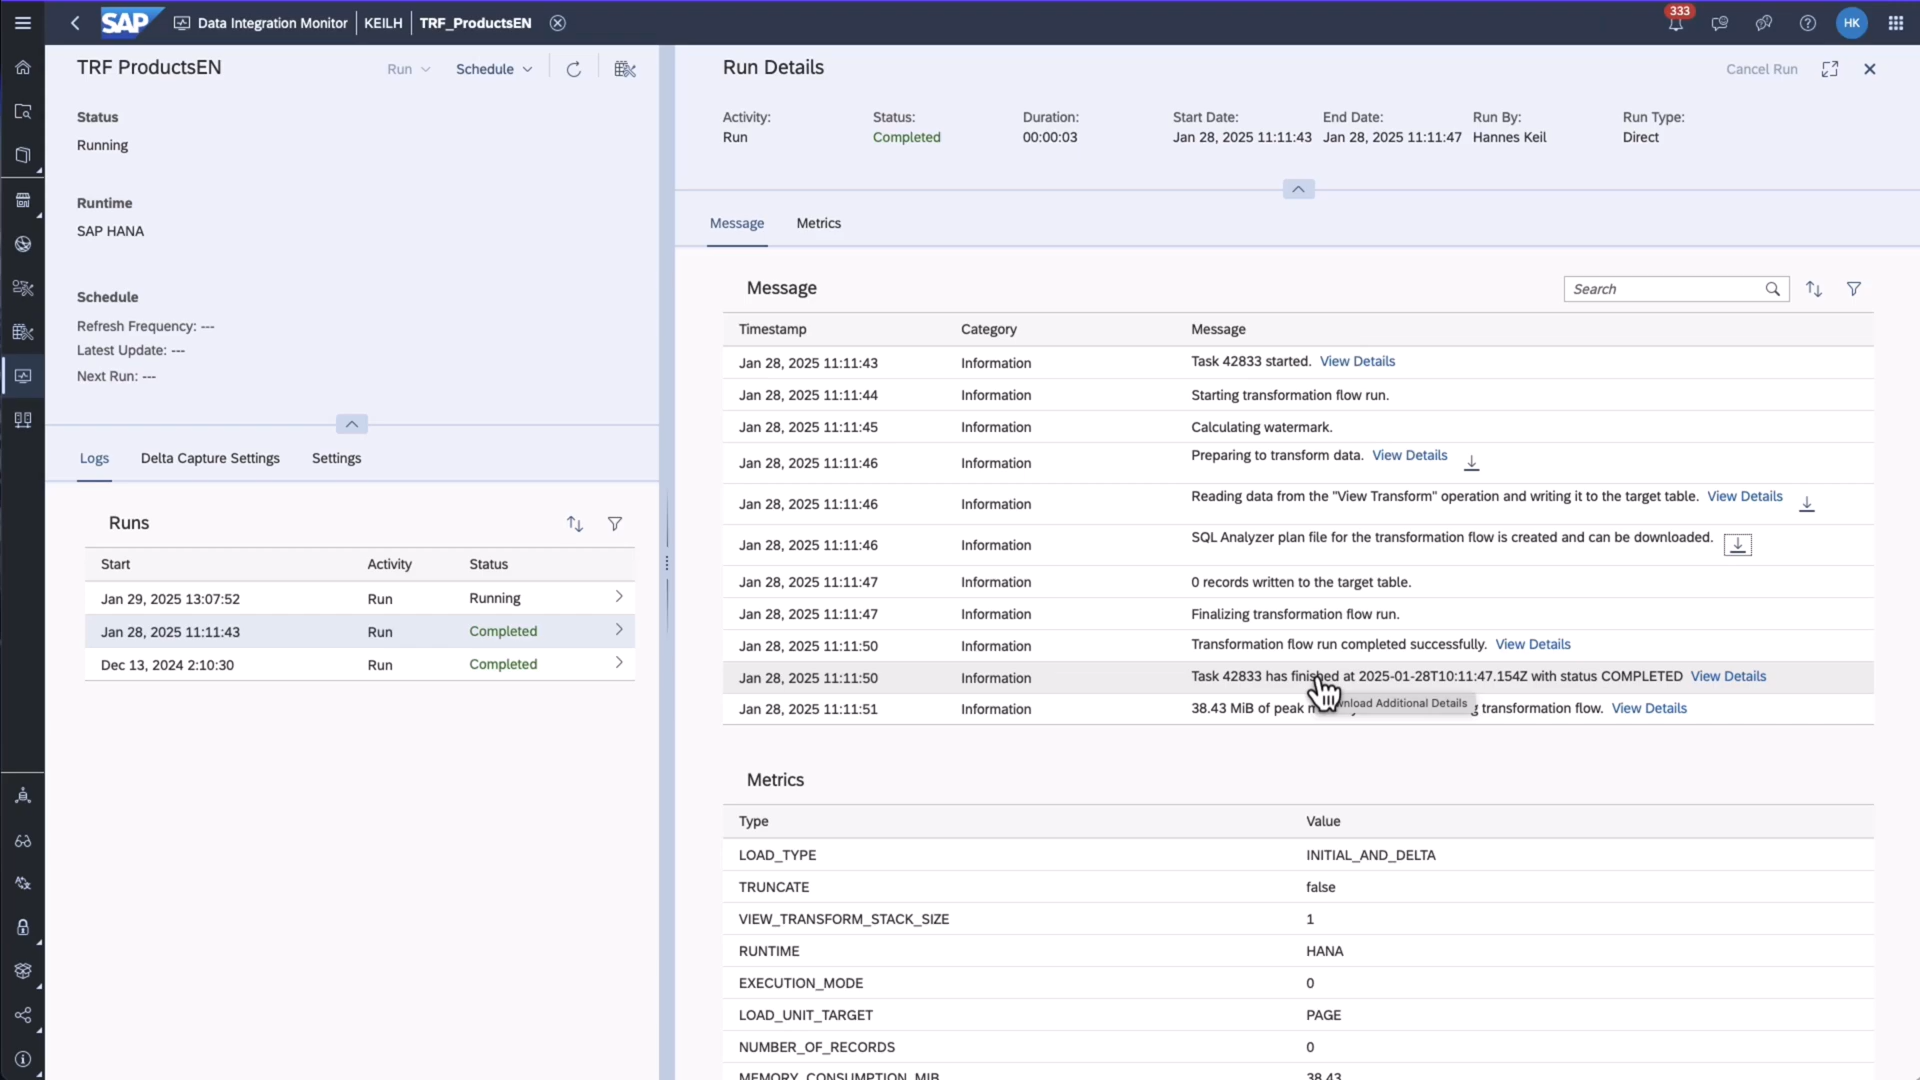 SAP Data Integration Monitor KEILH TRF_ProductsEN
333
HK
TRF ProductsEN
Run Schedule
Status
Running
Runtime
SAP HANA
Schedule
Refresh Frequency: ---
Latest Update: ---
Next Run: ---
Logs Delta Capture Settings Settings
Runs
Start Activity Status
Jan 29, 2025 13:07:52 Run Running
Jan 28, 2025 11:11:43 Run Completed
Dec 13, 2024 2:10:30 Run Completed
Run Details
Cancel Run
Activity: Status: Duration: Start Date: End Date: Run By: Run Type:
Run Completed 00:00:03 Jan 28, 2025 11:11:43 Jan 28, 2025 11:11:47 Hannes Keil Direct
Message Metrics
Message
Search
Timestamp Category Message
Jan 28, 2025 11:11:43 Information Task 42833 started. View Details
Jan 28, 2025 11:11:44 Information Starting transformation flow run.
Jan 28, 2025 11:11:45 Information Calculating watermark.
Jan 28, 2025 11:11:46 Information Preparing to transform data. View Details
Jan 28, 2025 11:11:46 Information Reading data from the "View Transform" operation and writing it to the target table. View Details
Jan 28, 2025 11:11:46 Information SQL Analyzer plan file for the transformation flow is created and can be downloaded.
Jan 28, 2025 11:11:47 Information 0 records written to the target table.
Jan 28, 2025 11:11:47 Information Finalizing transformation flow run.
Jan 28, 2025 11:11:50 Information Transformation flow run completed successfully. View Details
Jan 28, 2025 11:11:50 Information Task 42833 has finished at 2025-01-28T10:11:47.154Z with status COMPLETED View Details
Additional Details
Jan 28, 2025 11:11:51 Information 38.43 MiB of peak transformation flow. View Details
Metrics
Type Value
LOAD_TYPE INITIAL_AND_DELTA
TRUNCATE false
VIEW_TRANSFORM_STACK_SIZE 1
RUNTIME HANA
EXECUTION_MODE 0
LOAD_UNIT_TARGET PAGE
NUMBER_OF_RECORDS 0
MEMORY_CONSUMPTION_MIB 38.43